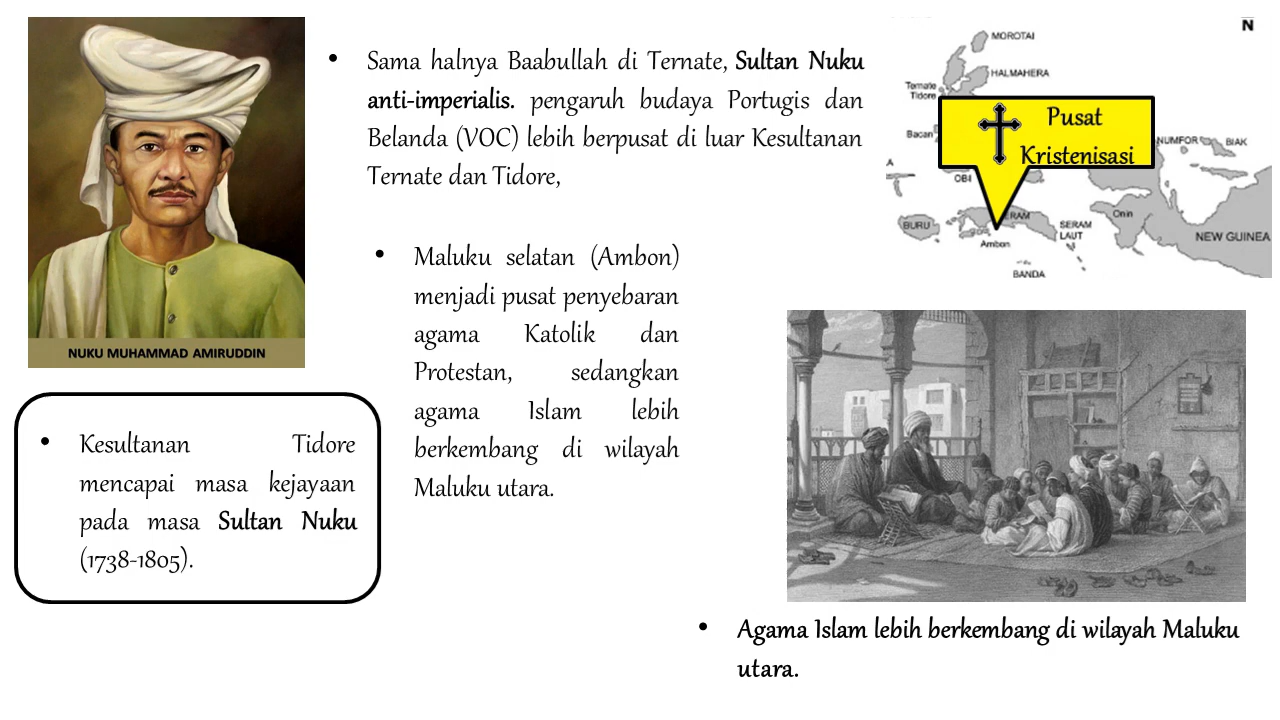 NUKU MUHAMMAD AMIRUDDIN
• Kesultanan Tidore
mencapai masa kejayaan
pada masa Sultan Nuku
(1738-1805).
• Sama halnya Baabullah di Ternate, Sultan Nuku
anti-imperialis. pengaruh budaya Portugis dan
Belanda (VOC) lebih berpusat di luar Kesultanan
Ternate dan Tidore,
• Maluku selatan (Ambon)
menjadi pusat penyebaran
agama Katolik dan
Protestan, sedangkan
agama Islam lebih
berkembang di wilayah
Maluku utara.
N
MOROTAI
HALMAHERA
Ternate
Tidore
Pusat
Kristenisasi
Bacan
NUMFOR
BIAK
A
OBI
BURU
ERAM
SERAM
LAUT
Onin
NEW GUINEA
Ambon
BANDA
• Agama Islam lebih berkembang di wilayah Maluku
utara.